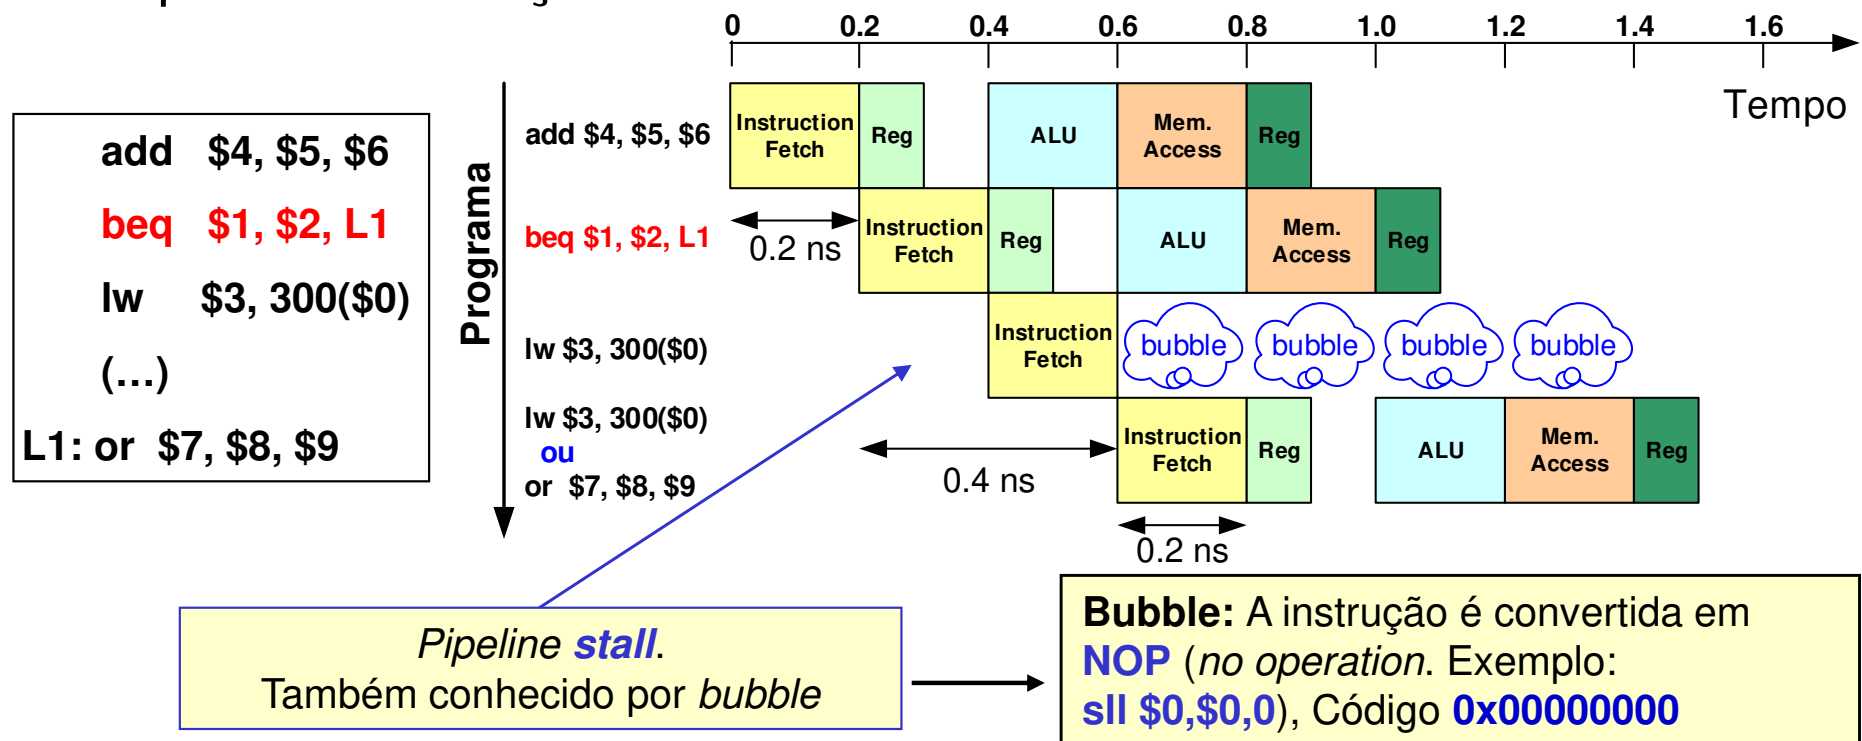 0 0.2 0.4 0.6 0.8 1.0 1.2 1.4 1.6
Tempo
add $4, $5, $6
beq $1, $2, L1
lw $3, 300($0)
(...)
L1: or $7, $8, $9
Programa
add $4, $5, $6
Instruction
Fetch
Reg
ALU
Mem.
Access
Reg
beq $1, $2, L1
0.2 ns
Instruction
Fetch
Reg
ALU
Mem.
Access
Reg
lw $3, 300($0)
Instruction
Fetch
bubble
bubble
bubble
bubble
lw $3, 300($0)
ou
or $7, $8, $9
0.4 ns
Instruction
Fetch
Reg
ALU
Mem.
Access
Reg
0.2 ns
Pipeline stall.
Também conhecido por bubble
Bubble: A instrução é convertida em
NOP (no operation. Exemplo:
sll $0,$0,0), Código 0x00000000